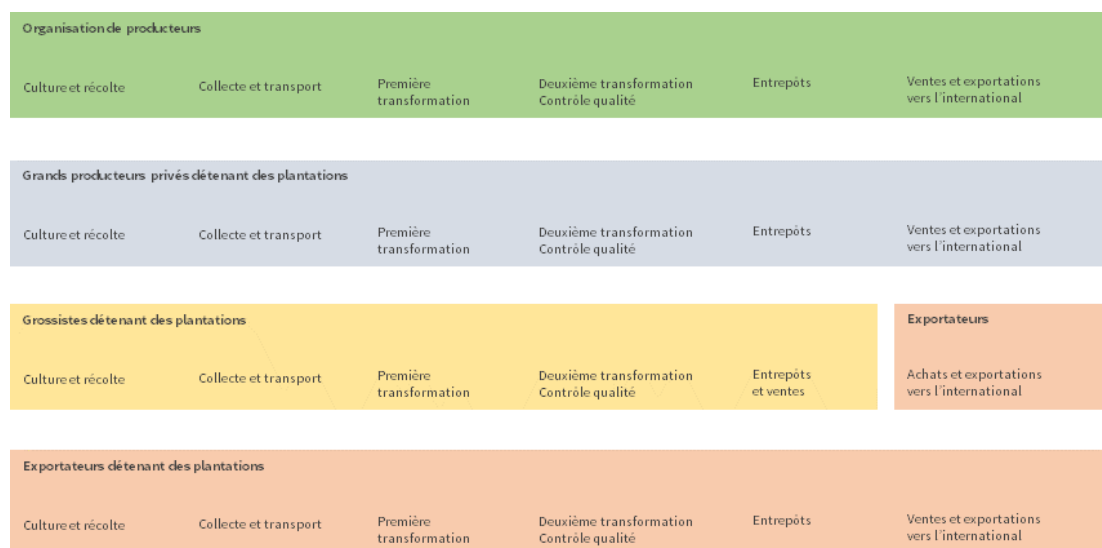 Organisation de producteurs
Culture et récolte
Collecte et transport
Première
transformation
Deuxième transformation
Contrôle qualité
Entrepôts
Ventes et exportations
vers l'international
Grands producteurs privés détenant des plantations
Culture et récolte
Collecte et transport
Première
transformation
Deuxième transformation
Contrôle qualité
Entrepôts
Ventes et exportations
vers l'international
Grossistes détenant des plantations
Culture et récolte
Collecte et transport
Première
transformation
Deuxième transformation
Contrôle qualité
Entrepôts
et ventes
Exportateurs
Achats et exportations
vers l'international
Exportateurs détenant des plantations
Culture et récolte
Collecte et transport
Première
transformation
Deuxième transformation
Contrôle qualité
Entrepôts
Ventes et exportations
vers l'international